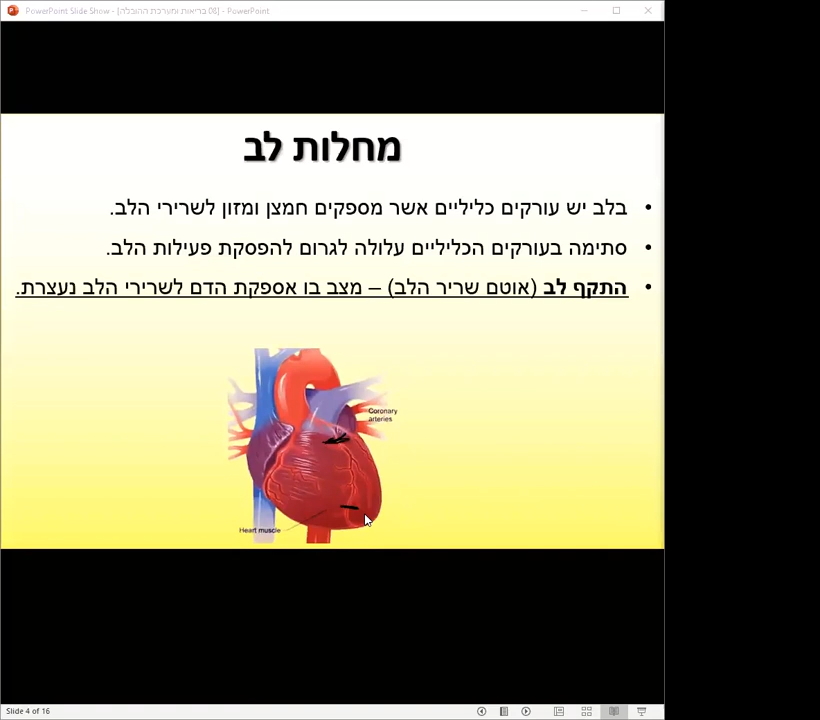 PowerPoint Slide Show - [08 בריאות ומערכת ההובלה] - PowerPoint
מחלות לב
• בלב יש עורקים כליליים אשר מספקים חמצן ומזון לשרירי הלב.
• סתימה בעורקים הכליליים עלולה לגרום להפסקת פעילות הלב.
• התקף לב (אוטם שריר הלב) – מצב בו אספקת הדם לשרירי הלב נעצרת.
Coronary
arteries
Heart muscle
Slide 4 of 16